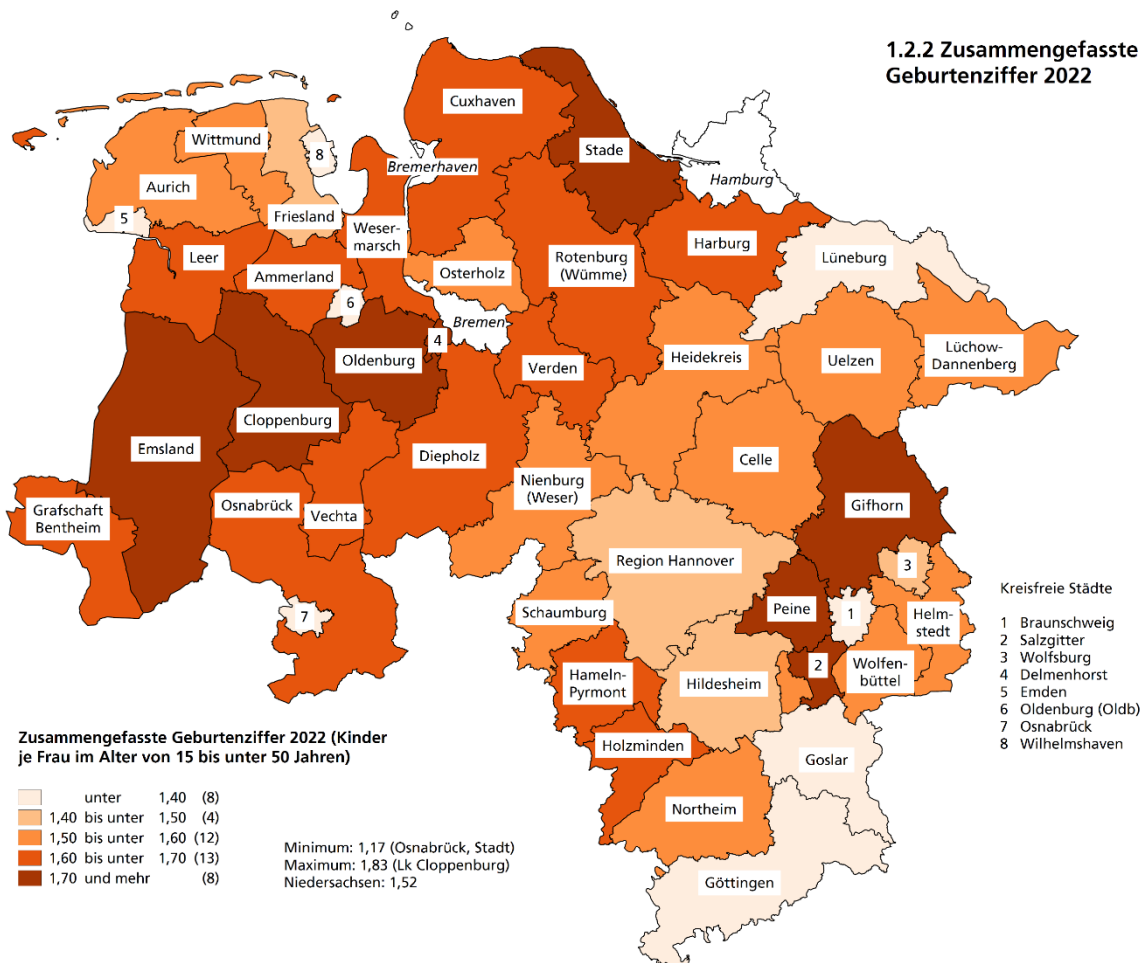 1.2.2 Zusammengefasste
Geburtenziffer 2022
Cuxhaven
Stade
Wittmund
8
Bremerhaven
Hamburg
Aurich
5
Friesland
Weser-
marsch
Harburg
Lüneburg
Leer
Ammerland
Osterholz
Rotenburg
(Wümme)
6
Bremen
4
Oldenburg
Verden
Heidekreis
Uelzen
Lüchow-
Dannenberg
Cloppenburg
Emsland
Diepholz
Celle
Nienburg
(Weser)
Gifhorn
Grafschaft
Bentheim
Osnabrück
Vechta
Region Hannover
3
7
Schaumburg
Peine
1
Helm-
stedt
2
Wolfen-
büttel
Hameln-
Pyrmont
Hildesheim
Holzminden
Goslar
Northeim
Göttingen
Kreisfreie Städte
1 Braunschweig
2 Salzgitter
3 Wolfsburg
4 Delmenhorst
5 Emden
6 Oldenburg (Oldb)
7 Osnabrück
8 Wilhelmshaven
Zusammengefasste Geburtenziffer 2022 (Kinder
je Frau im Alter von 15 bis unter 50 Jahren)
unter 1,40 (8)
1,40 bis unter 1,50 (4)
1,50 bis unter 1,60 (12)
1,60 bis unter 1,70 (13)
1,70 und mehr (8)
Minimum: 1,17 (Osnabrück, Stadt)
Maximum: 1,83 (Lk Cloppenburg)
Niedersachsen: 1,52